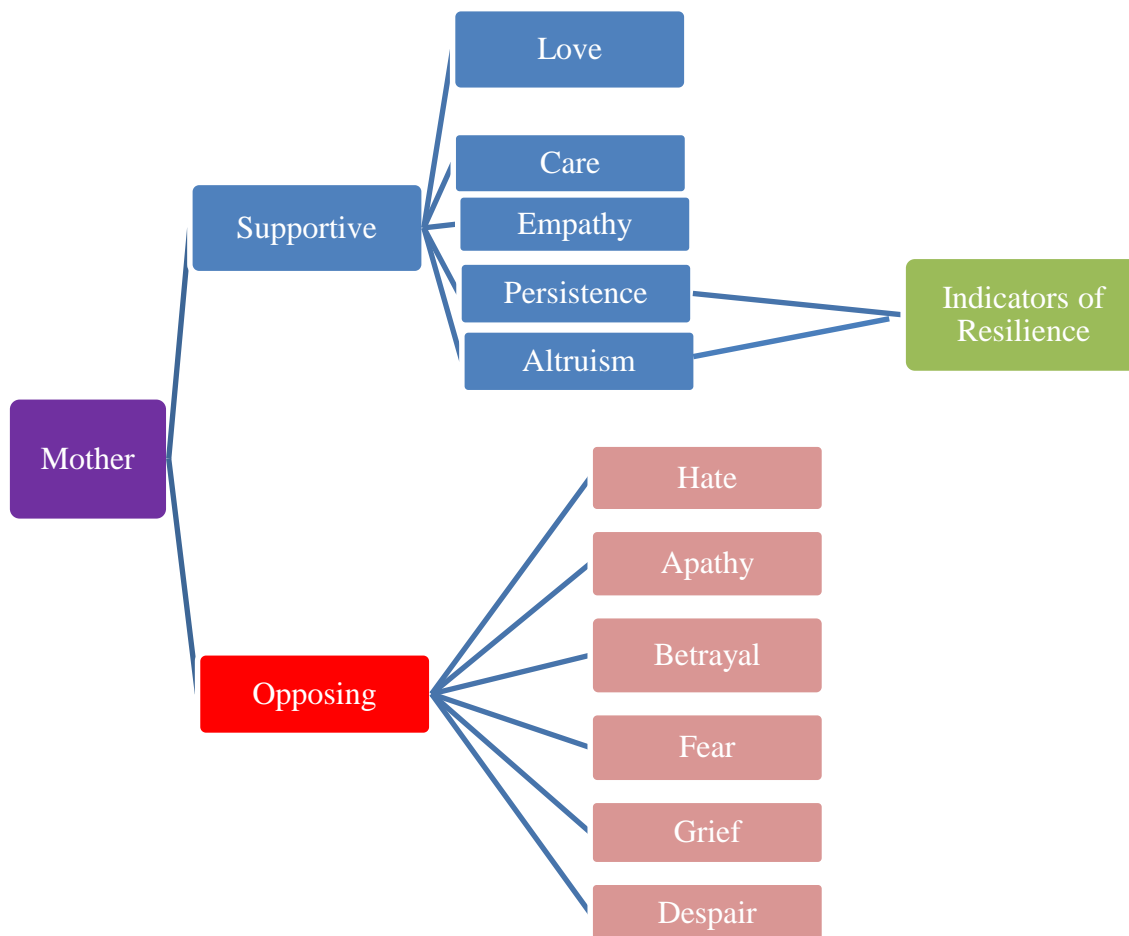 Love
Care
Supportive
Empathy
Persistence
Indicators of
Resilience
Altruism
Mother
Hate
Apathy
Betrayal
Opposing
Fear
Grief
Despair